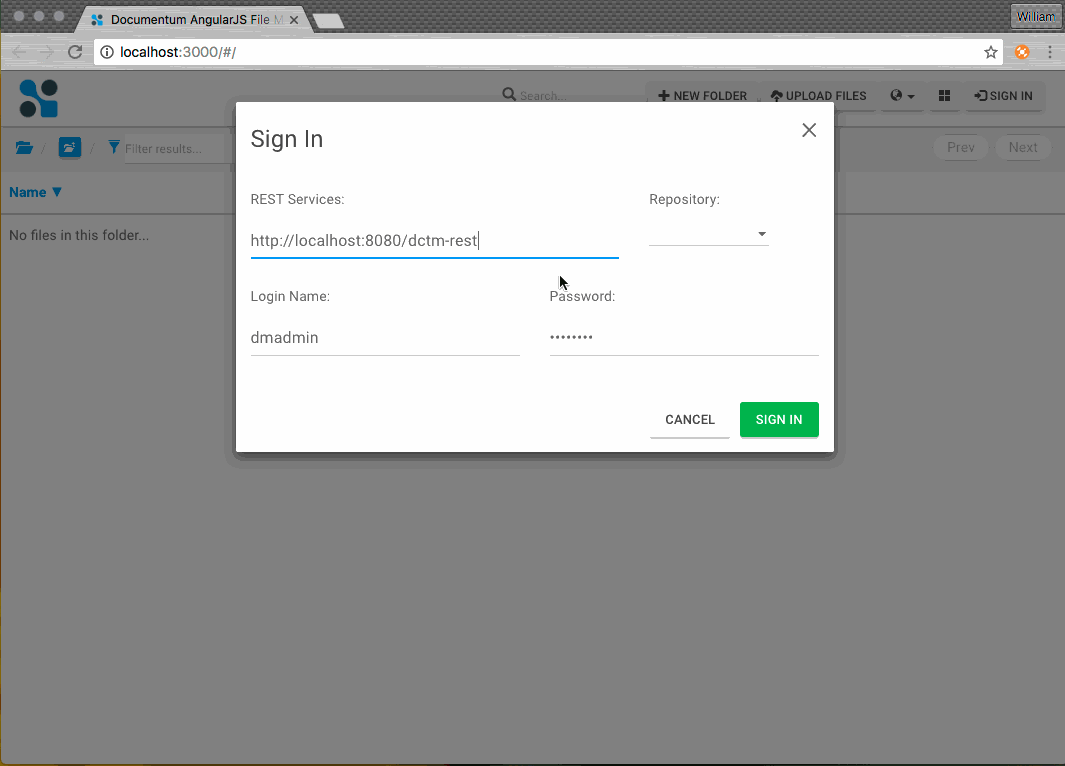 Documentum AngularJS File M
William
localhost:3000/#/
Search...
NEW FOLDER
UPLOAD FILES
SIGN IN
Filter results...
Prev
Next
Name
No files in this folder...
Sign In
REST Services:
Repository:
http://localhost:8080/dctm-rest
Login Name:
Password:
dmadmin
••••••••
CANCEL
SIGN IN